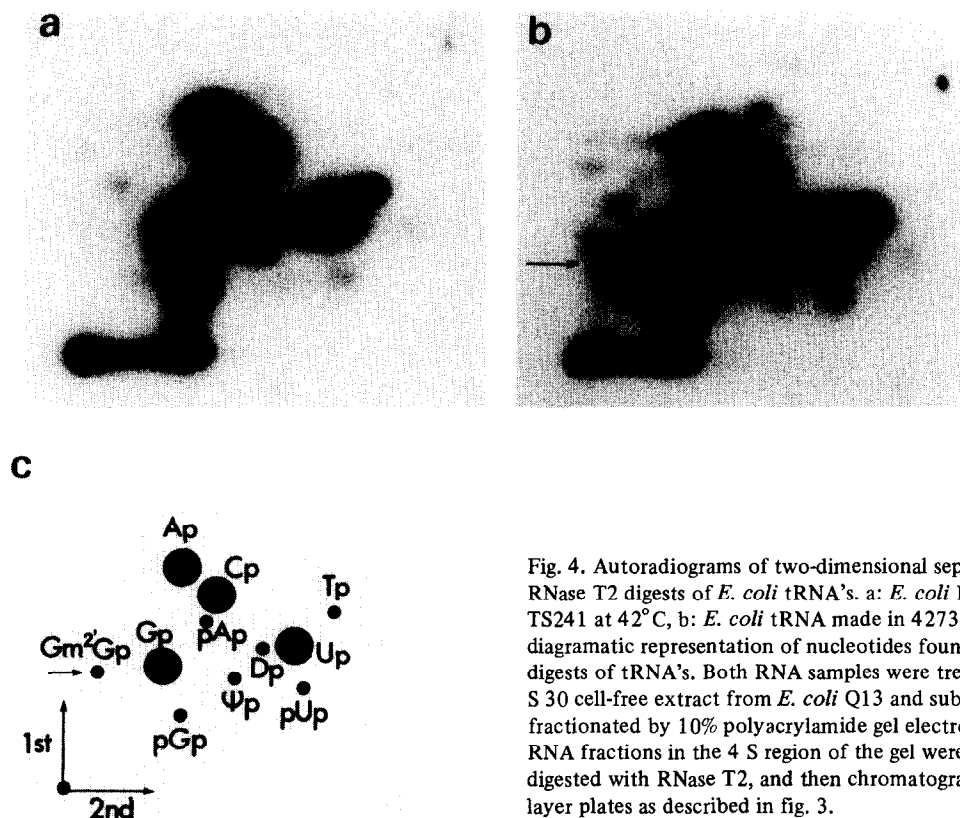 a
b
c
Ap
Cp
Tp
Gm2'Gp
Gp
pAp
Dp
Up
Ψp
pUp
pGp
1st
2nd
Fig. 4. Autoradiograms of two-dimensional sep
RNase T2 digests of E. coli tRNA's. a: E. coli
TS241 at 42°C, b: E. coli tRNA made in 4273
diagramatic representation of nucleotides foun
digests of tRNA's. Both RNA samples were tre
S 30 cell-free extract from E. coli Q13 and sub
fractionated by 10% polyacrylamide gel electro
RNA fractions in the 4 S region of the gel were
digested with RNase T2, and then chromatogra
layer plates as described in fig. 3.